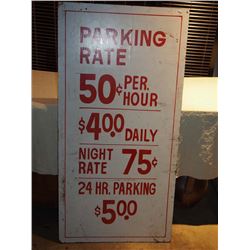 PARKING
RATE
50¢ PER.
HOUR
$4.00 DAILY
NIGHT
RATE 75¢
24 HR. PARKING
$5.00